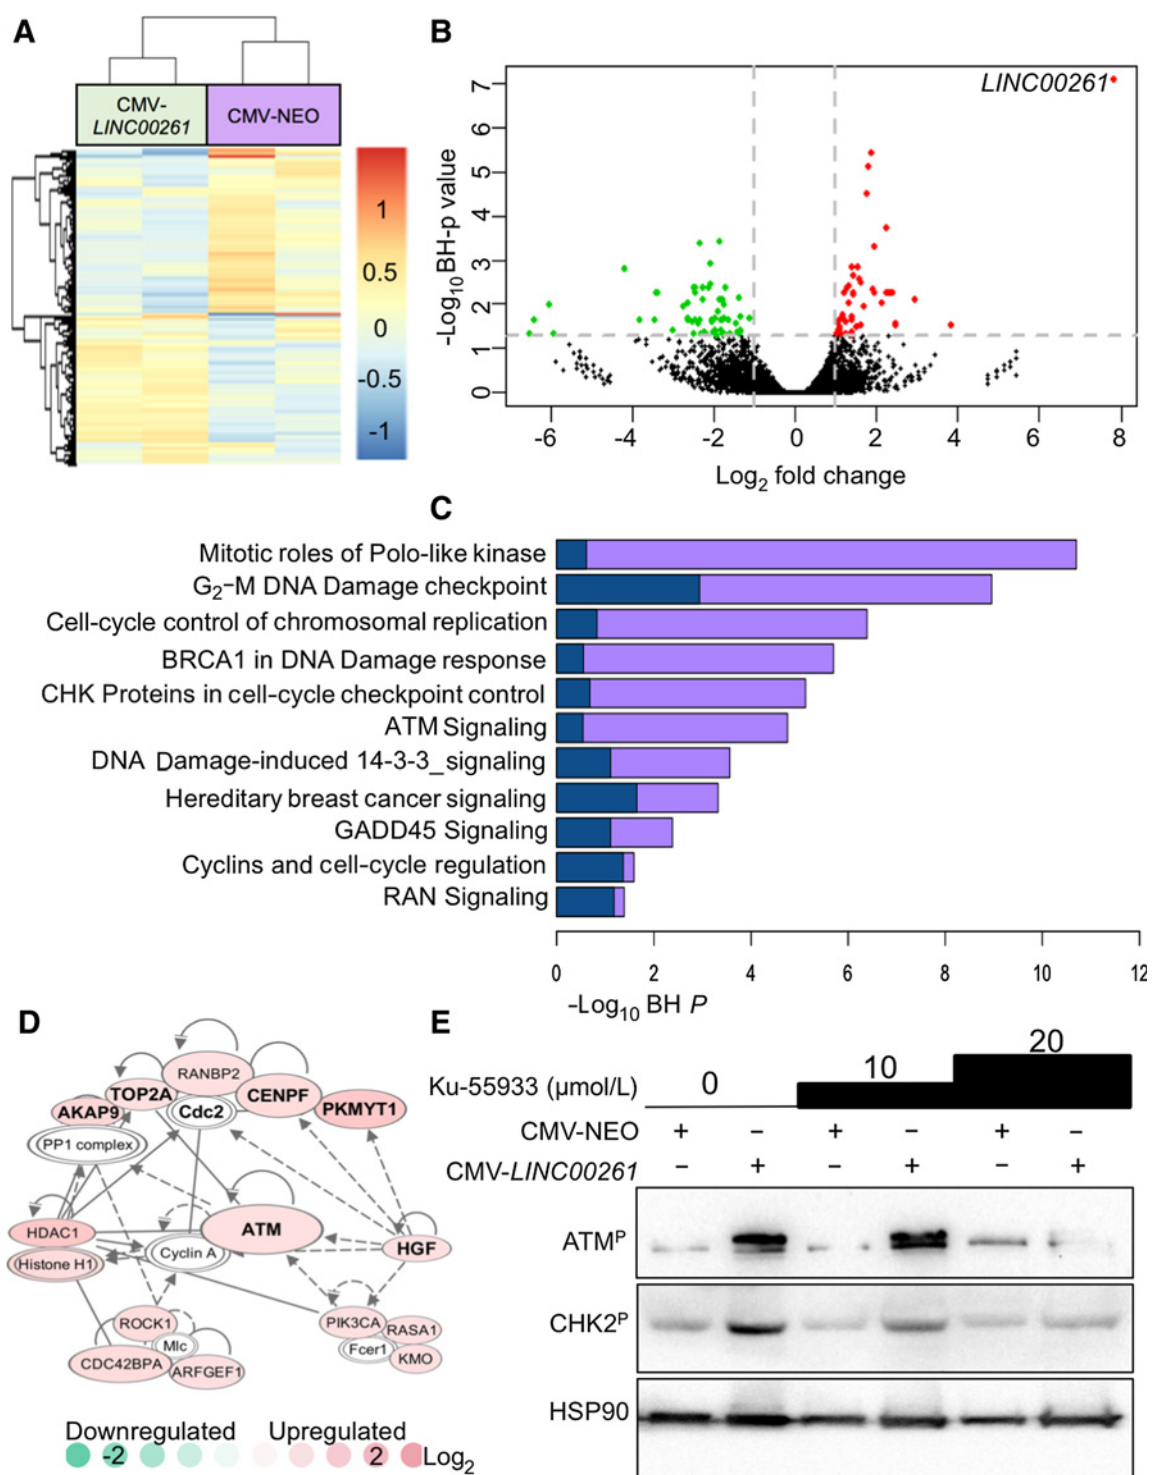 A
CMV-
LINC00261
CMV-NEO
1
0.5
0
-0.5
-1
B
LINC00261
-Log10 BH-p value
7
6
5
4
3
2
1
0
-6 -4 -2 0 2 4 6 8
Log2 fold change
C
Mitotic roles of Polo-like kinase
G2-M DNA Damage checkpoint
Cell-cycle control of chromosomal replication
BRCA1 in DNA Damage response
CHK Proteins in cell-cycle checkpoint control
ATM Signaling
DNA Damage-induced 14-3-3_signaling
Hereditary breast cancer signaling
GADD45 Signaling
Cyclins and cell-cycle regulation
RAN Signaling
0 2 4 6 8 10 12
-Log10 BH P
D
RANBP2
TOP2A
CENPF
AKAP9
Cdc2
PKMYT1
PP1 complex
HDAC1
ATM
Cyclin A
HGF
Histone H1
ROCK1
PIK3CA
RASA1
Mlc
Fcer1
CDC42BPA
ARFGEF1
KMO
Downregulated Upregulated
-2 2 Log2
E
Ku-55933 (µmol/L) 0 10 20
CMV-NEO + - + - + -
CMV-LINC00261 - + - + - +
ATMP
CHK2P
HSP90